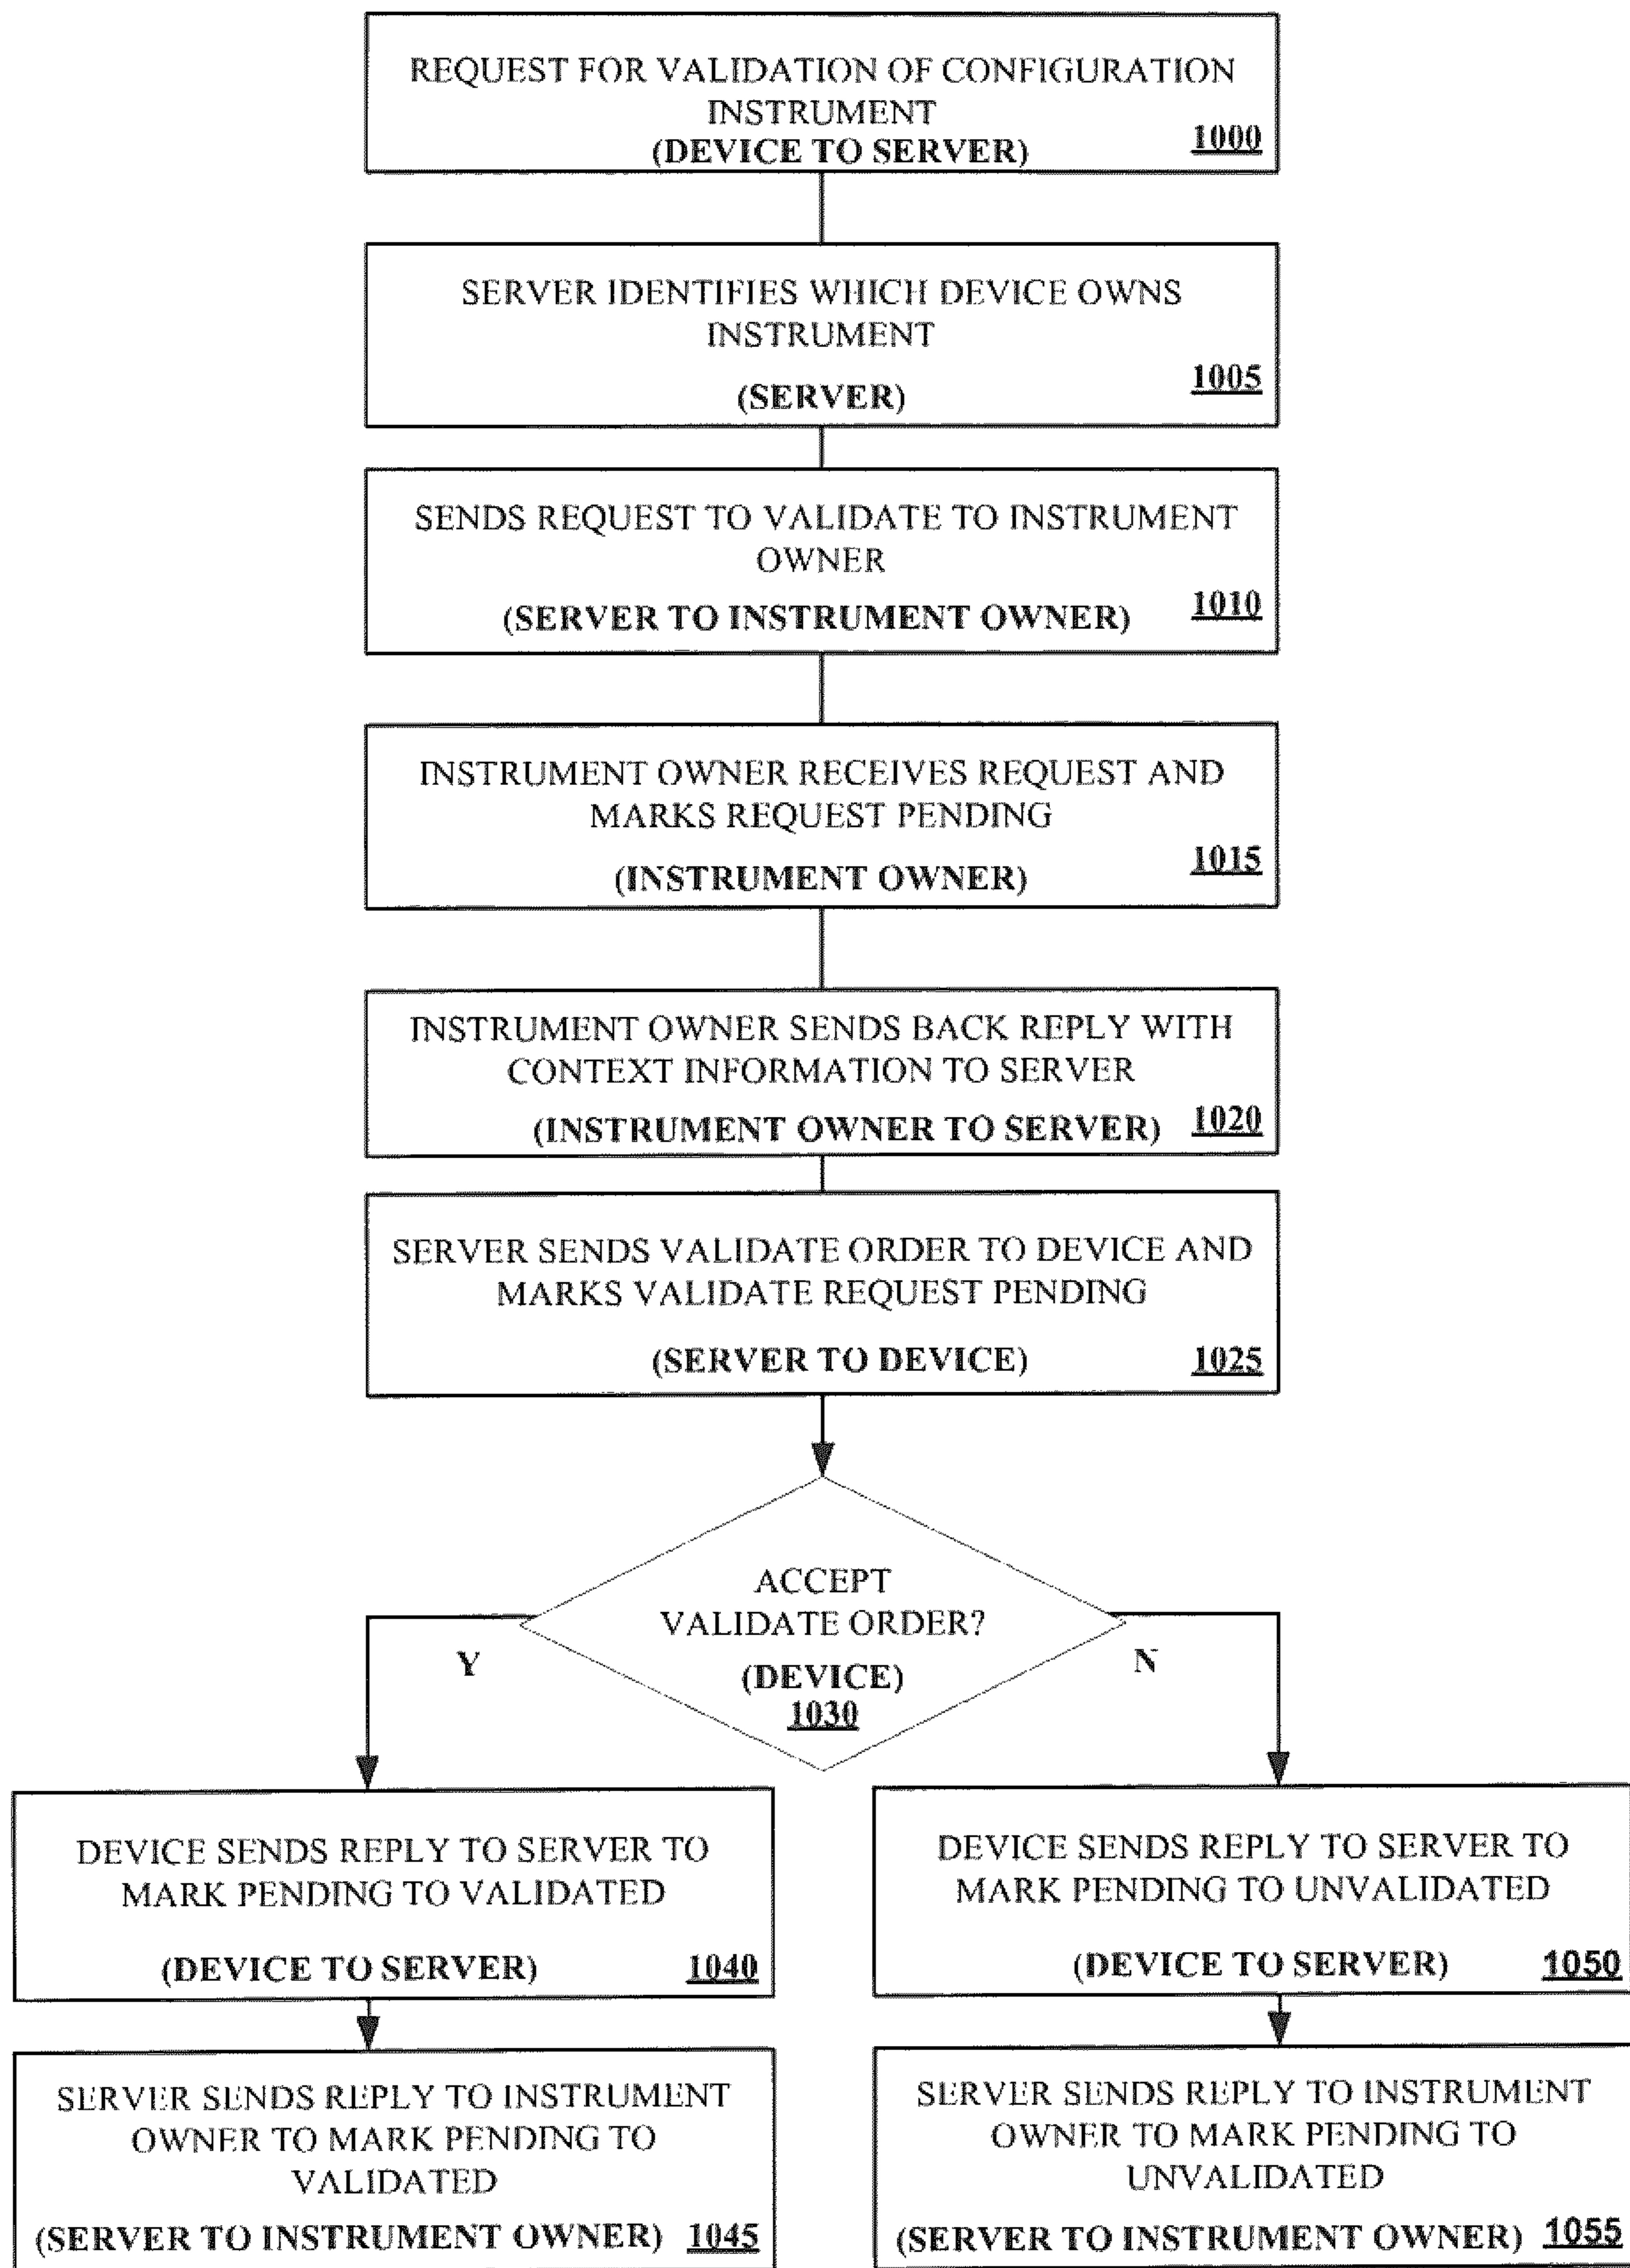 REQUEST FOR VALIDATION OF CONFIGURATION
INSTRUMENT
(DEVICE TO SERVER)
1000
SERVER IDENTIFIES WHICH DEVICE OWNS
INSTRUMENT
(SERVER)
1005
SENDS REQUEST TO VALIDATE TO INSTRUMENT
OWNER
(SERVER TO INSTRUMENT OWNER)
1010
INSTRUMENT OWNER RECEIVES REQUEST AND
MARKS REQUEST PENDING
(INSTRUMENT OWNER)
1015
INSTRUMENT OWNER SENDS BACK REPLY WITH
CONTEXT INFORMATION TO SERVER
(INSTRUMENT OWNER TO SERVER)
1020
SERVER SENDS VALIDATE ORDER TO DEVICE AND
MARKS VALIDATE REQUEST PENDING
(SERVER TO DEVICE)
1025
ACCEPT
VALIDATE ORDER?
(DEVICE)
1030
Y
N
DEVICE SENDS REPLY TO SERVER TO
MARK PENDING TO VALIDATED
(DEVICE TO SERVER)
1040
DEVICE SENDS REPLY TO SERVER TO
MARK PENDING TO UNVALIDATED
(DEVICE TO SERVER)
1050
SERVER SENDS REPLY TO INSTRUMENT
OWNER TO MARK PENDING TO
VALIDATED
(SERVER TO INSTRUMENT OWNER)
1045
SERVER SENDS REPLY TO INSTRUMENT
OWNER TO MARK PENDING TO
UNVALIDATED
(SERVER TO INSTRUMENT OWNER)
1055